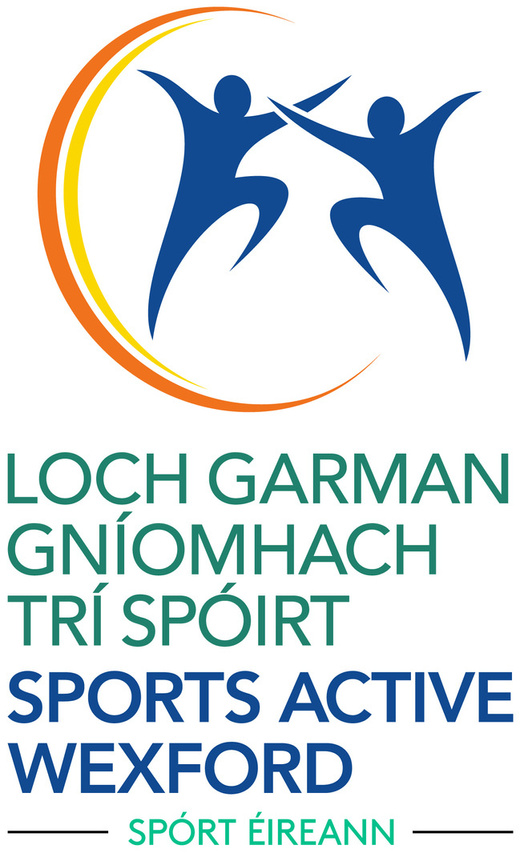 LOCH GARMAN
GNÍOMHACH
TRÍ SPÓIRT
SPORTS ACTIVE
WEXFORD
SPÓRT ÉIREANN